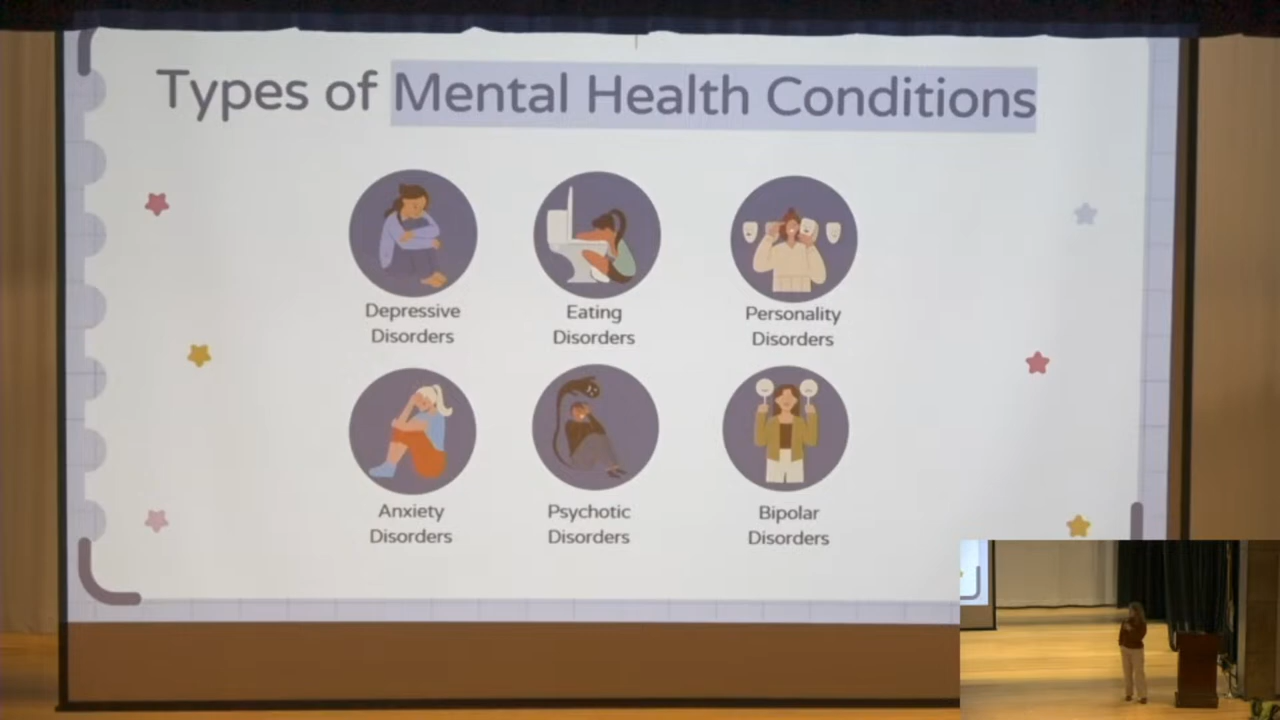 Types of Mental Health Conditions
Depressive
Disorders
Eating
Disorders
Personality
Disorders
Anxiety
Disorders
Psychotic
Disorders
Bipolar
Disorders